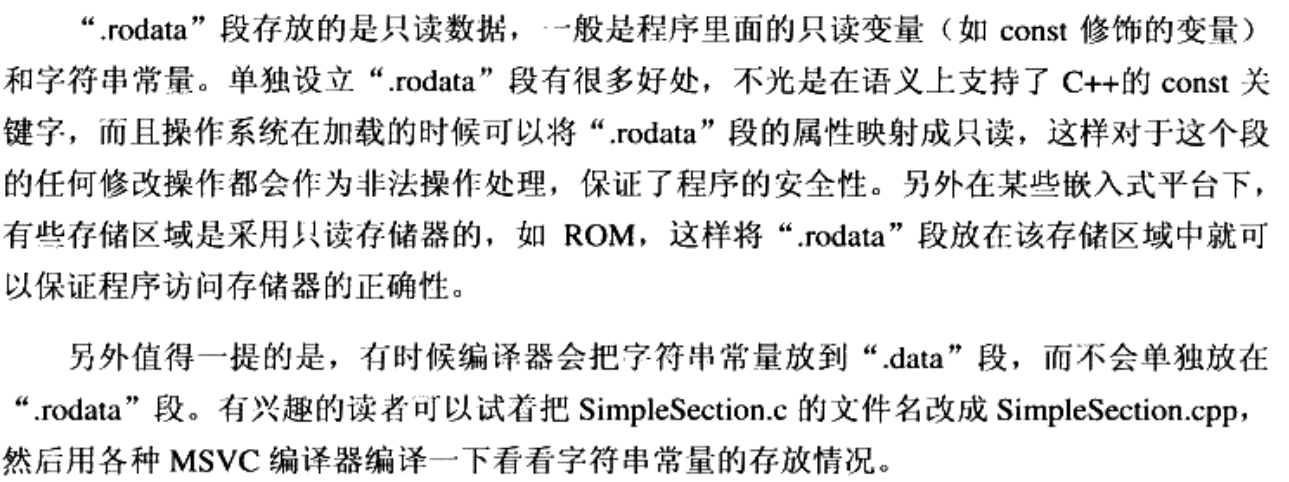 “.rodata”段存放的是只读数据，一般是程序里面的只读变量（如 const 修饰的变量）
和字符串常量。单独设立“.rodata”段有很多好处，不光是在语义上支持了 C++的 const 关
键字，而且操作系统在加载的时候可以将“.rodata”段的属性映射成只读，这样对于这个段
的任何修改操作都会作为非法操作处理，保证了程序的安全性。另外在某些嵌入式平台下，
有些存储区域是采用只读存储器的，如 ROM，这样将“.rodata”段放在该存储区域中就可
以保证程序访问存储器的正确性。
另外值得一提的是，有时候编译器会把字符串常量放到“.data”段，而不会单独放在
“.rodata”段。有兴趣的读者可以试着把 SimpleSection.c 的文件名改成 SimpleSection.cpp，
然后用各种 MSVC 编译器编译一下看看字符串常量的存放情况。